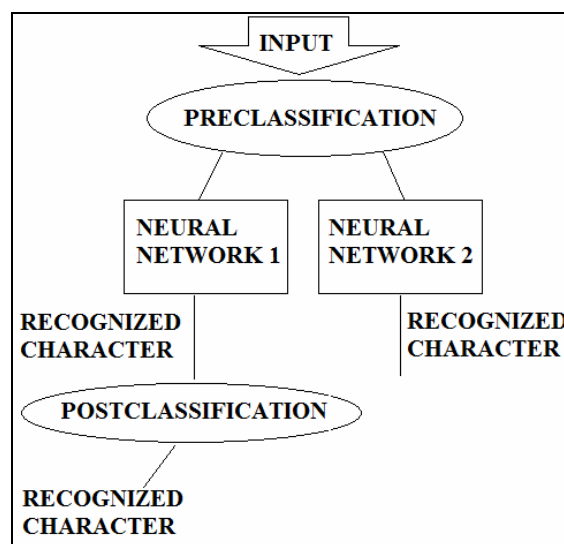 INPUT
PRECLASSIFICATION
NEURAL
NETWORK 1
NEURAL
NETWORK 2
RECOGNIZED
CHARACTER
RECOGNIZED
CHARACTER
POSTCLASSIFICATION
RECOGNIZED
CHARACTER